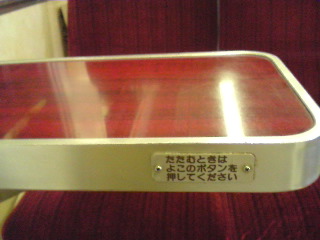 たたむときは
よこのボタンを
押してください